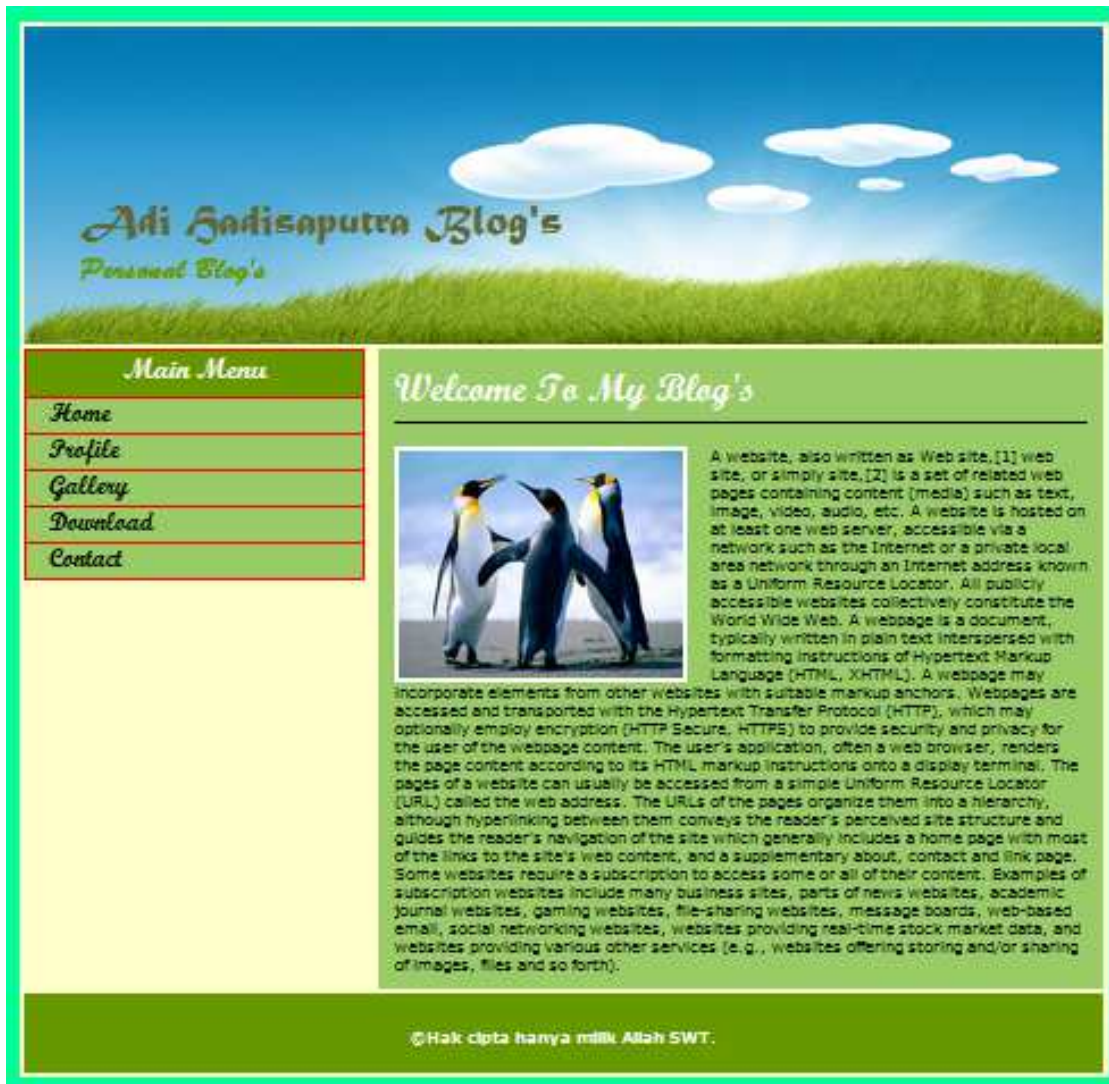 Adi Hadisaputra Blog's
Personal Blog's
Main Menu
Home
Profile
Gallery
Download
Contact
Welcome To My Blog's
A website, also written as Web site,[1] web
site, or simply site,[2] is a set of related web
pages containing content (media) such as text,
image, video, audio, etc. A website is hosted on
at least one web server, accessible via a
network such as the Internet or a private local
area network through an Internet address known
as a Uniform Resource Locator. All publicly
accessible websites collectively constitute the
World Wide Web. A webpage is a document,
typically written in plain text interspersed with
formatting instructions of Hypertext Markup
Language (HTML, XHTML). A webpage may
incorporate elements from other websites with suitable markup anchors. Webpages are
accessed and transported with the Hypertext Transfer Protocol (HTTP), which may
optionally employ encryption (HTTP Secure, HTTPS) to provide security and privacy for
the user of the webpage content. The user's application, often a web browser, renders
the page content according to its HTML markup instructions onto a display terminal. The
pages of a website can usually be accessed from a simple Uniform Resource Locator
(URL) called the web address. The URLs of the pages organize them into a hierarchy,
although hyperlinking between them conveys the reader's perceived site structure and
guides the reader's navigation of the site which generally includes a home page with most
of the links to the site's web content, and a supplementary about, contact and link page.
Some websites require a subscription to access some or all of their content. Examples of
subscription websites include many business sites, parts of news websites, academic
journal websites, gaming websites, file-sharing websites, message boards, web-based
email, social networking websites, websites providing real-time stock market data, and
websites providing various other services (e.g., websites offering storing and/or sharing
of images, files and so forth).
©Hak cipta hanya milik Allah SWT.